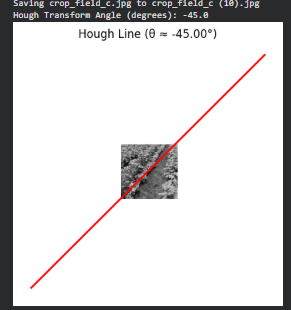 Saving crop_field_c.jpg to crop_field_c (10).jpg
Hough Transform Angle (degrees): -45.0
Hough Line (θ ≈ -45.00°)